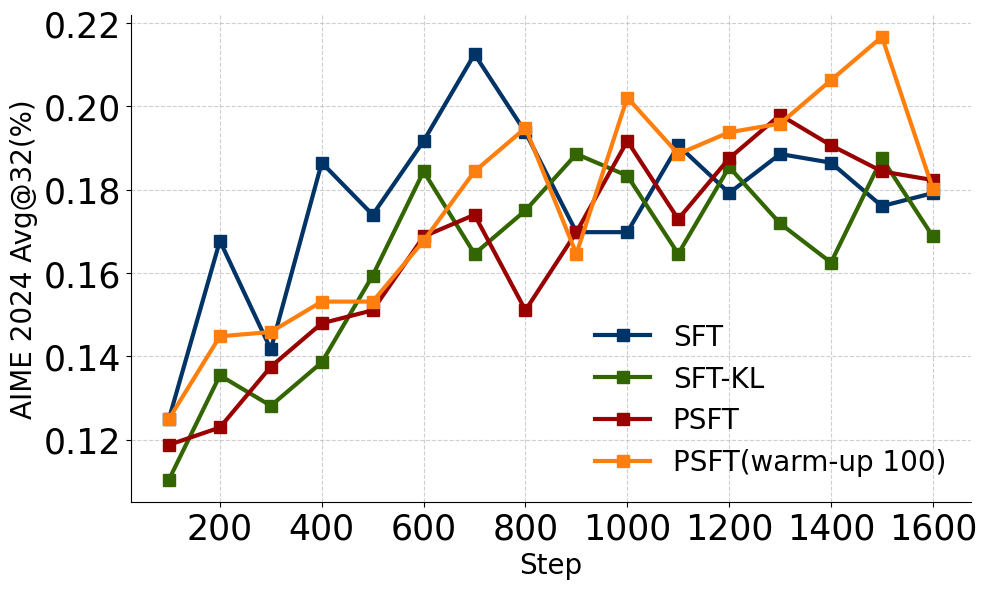 AIME 2024 Avg@32(%)
0.22
0.20
0.18
0.16
0.14
0.12
SFT
SFT-KL
PSFT
PSFT(warm-up 100)
200 400 600 800 1000 1200 1400 1600
Step